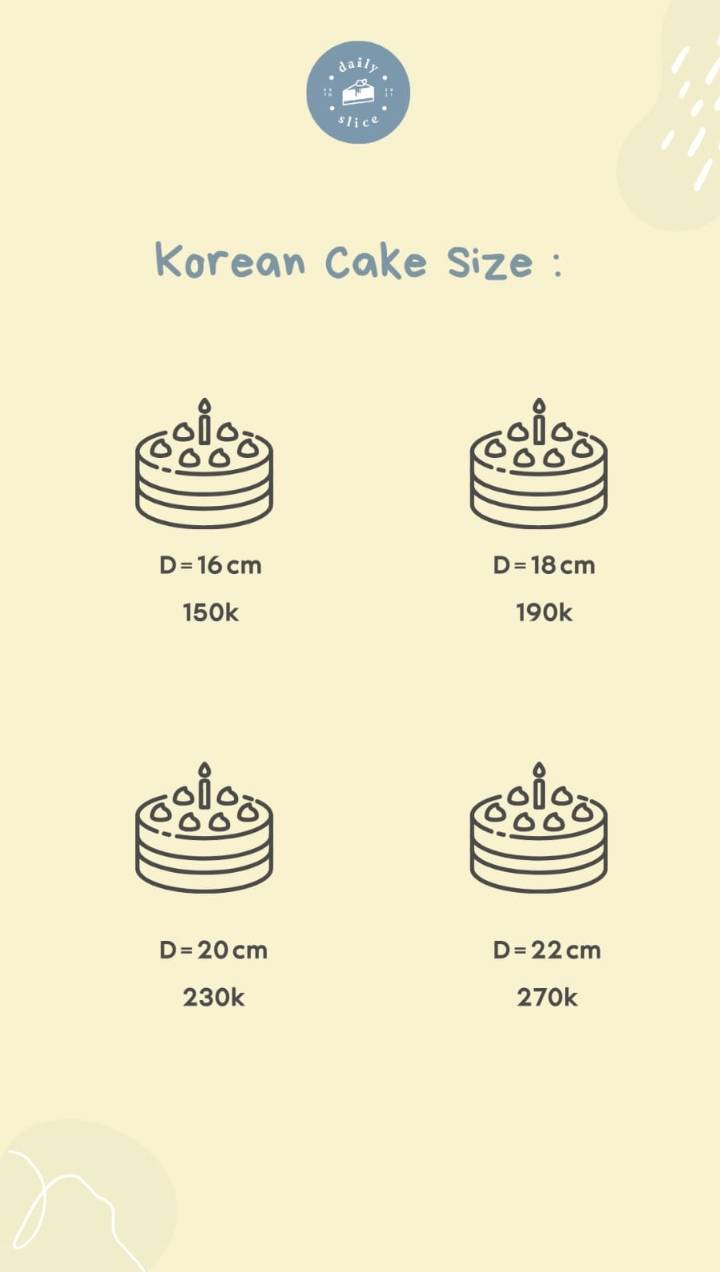 daily
slice
Korean Cake Size :
D=16 cm
150k
D=18 cm
190k
D=20 cm
230k
D=22 cm
270k